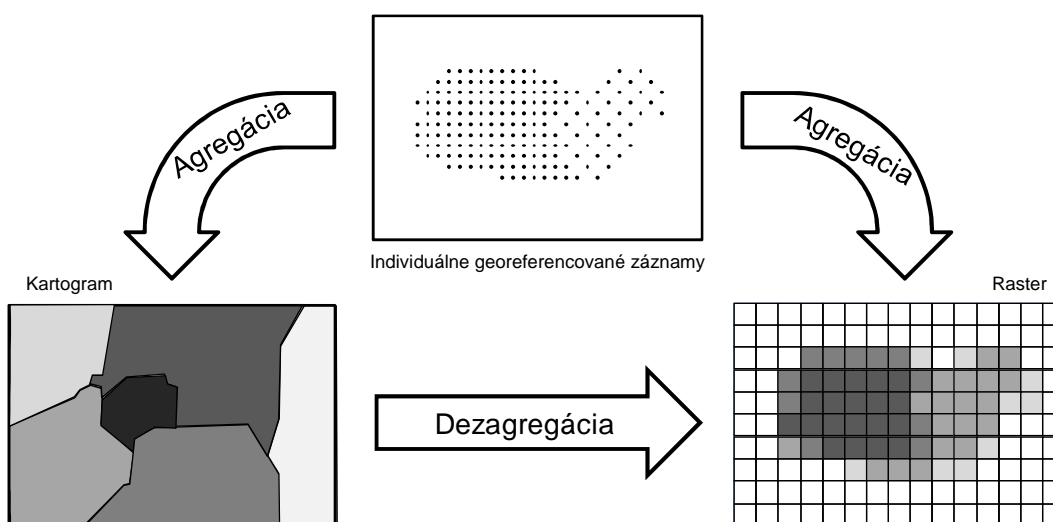 Agregácia
Agregácia
Individuálne georeferencované záznamy
Kartogram
Raster
Dezagregácia